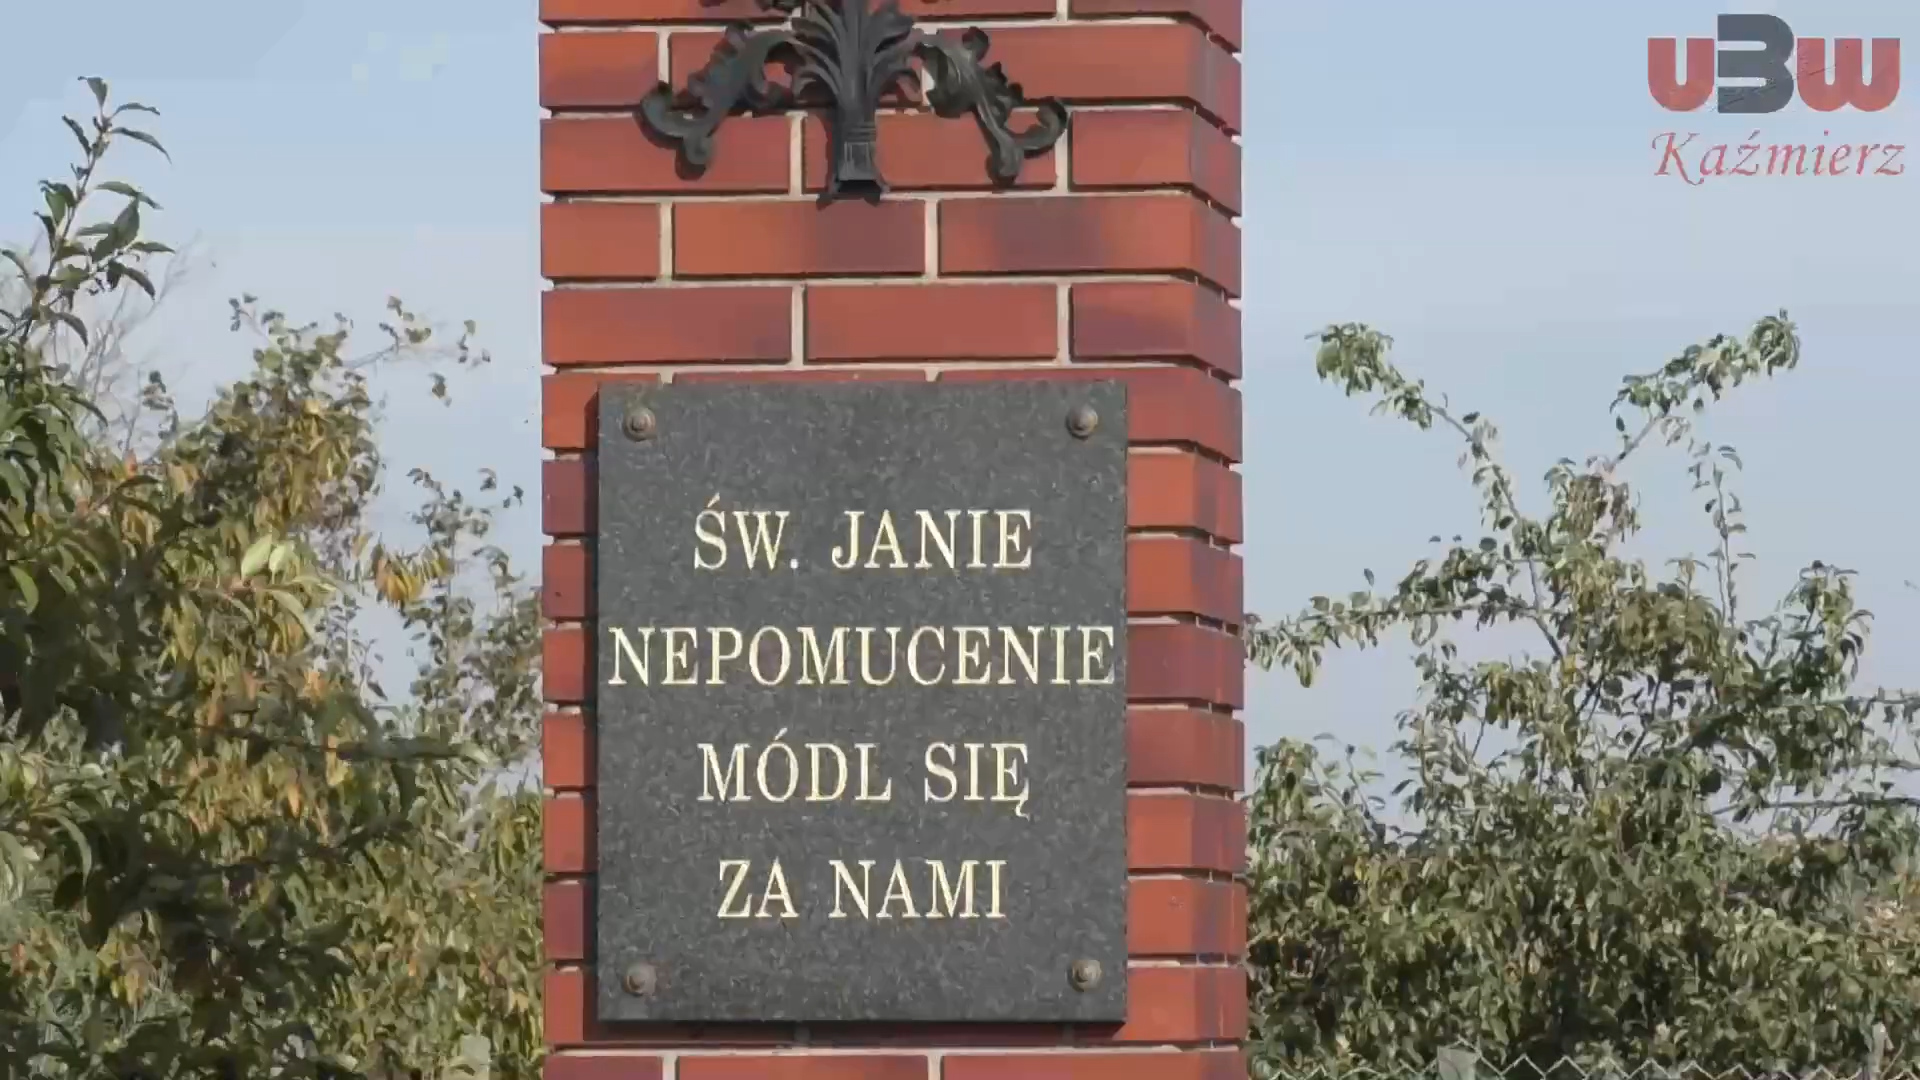 uBw
Kaźmierz
ŚW. JANIE
NEPOMUCENIE
MÓDL SIĘ
ZA NAMI